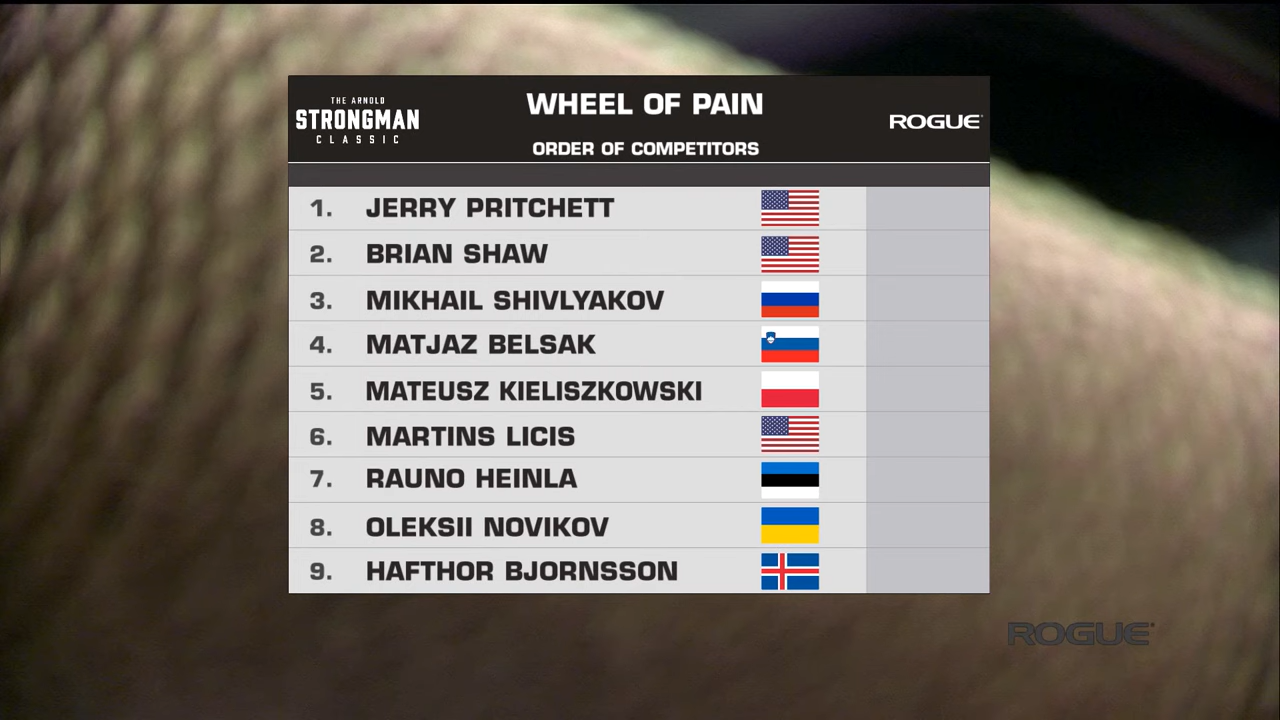 THE ARNOLD
STRONGMAN
CLASSIC
WHEEL OF PAIN
ORDER OF COMPETITORS
ROGUE
1. JERRY PRITCHETT
2. BRIAN SHAW
3. MIKHAIL SHIVLYAKOV
4. MATJAZ BELSAK
5. MATEUSZ KIELISZKOWSKI
6. MARTINS LICIS
7. RAUNO HEINLA
8. OLEKSII NOVIKOV
9. HAFTHOR BJORNSSON
ROGUE